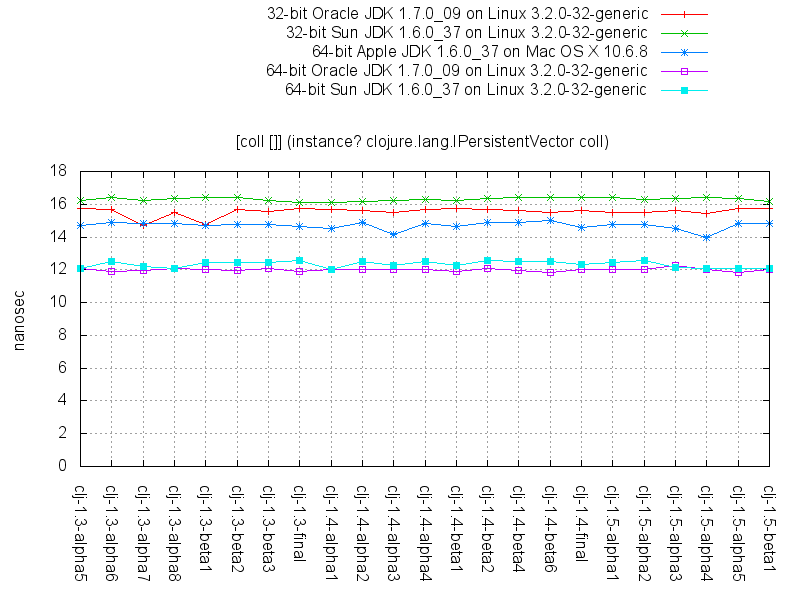 32-bit Oracle JDK 1.7.0_09 on Linux 3.2.0-32-generic
32-bit Sun JDK 1.6.0_37 on Linux 3.2.0-32-generic
64-bit Apple JDK 1.6.0_37 on Mac OS X 10.6.8
64-bit Oracle JDK 1.7.0_09 on Linux 3.2.0-32-generic
64-bit Sun JDK 1.6.0_37 on Linux 3.2.0-32-generic
[coll []] (instance? clojure.lang.IPersistentVector coll)
18
16
14
12
10
8
6
4
2
0
nanosec
clj-1.3-alpha5
clj-1.3-alpha6
clj-1.3-alpha7
clj-1.3-alpha8
clj-1.3-beta1
clj-1.3-beta2
clj-1.3-beta3
clj-1.3-final
clj-1.4-alpha1
clj-1.4-alpha2
clj-1.4-alpha3
clj-1.4-alpha4
clj-1.4-beta1
clj-1.4-beta2
clj-1.4-beta4
clj-1.4-beta6
clj-1.4-final
clj-1.5-alpha1
clj-1.5-alpha2
clj-1.5-alpha3
clj-1.5-alpha4
clj-1.5-alpha5
clj-1.5-beta1